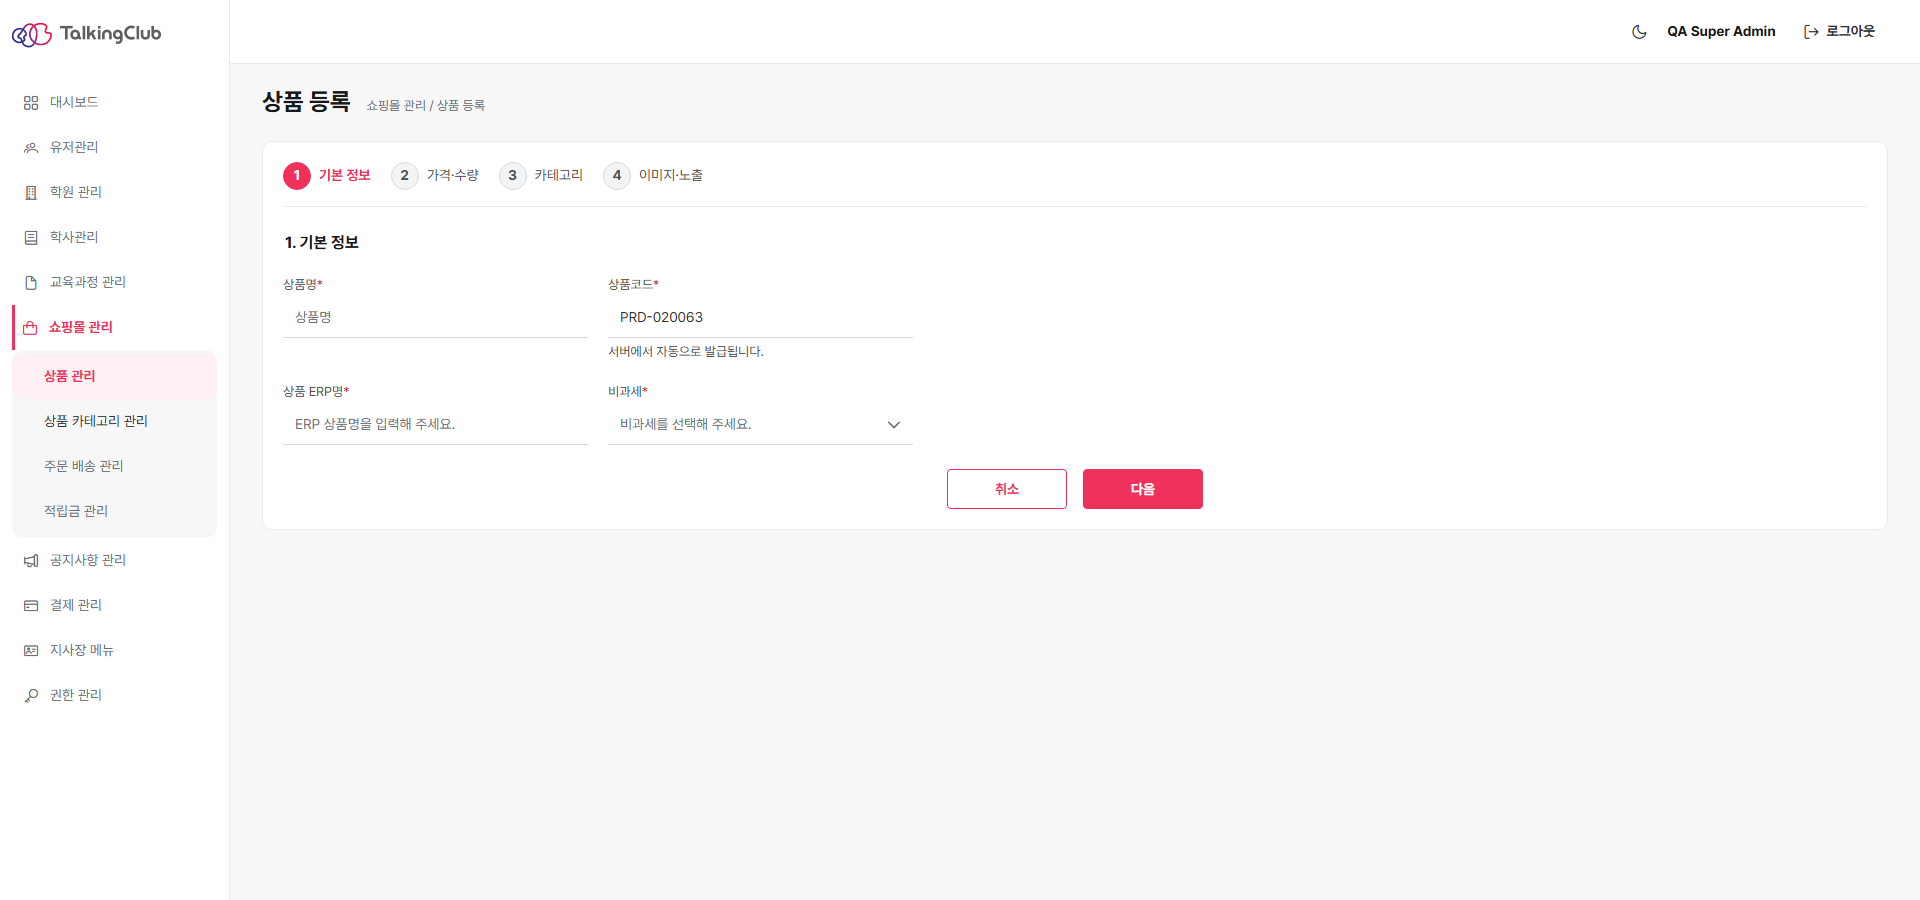 TalkingClub
QA Super Admin
로그아웃
대시보드
유저관리
학원 관리
학사관리
교육과정 관리
쇼핑몰 관리
상품 관리
상품 카테고리 관리
주문 배송 관리
적립금 관리
공지사항 관리
결제 관리
지사장 메뉴
권한 관리
상품 등록
쇼핑몰 관리 / 상품 등록
1 기본 정보 2 가격·수량 3 카테고리 4 이미지·노출
1. 기본 정보
상품명*
상품명
상품코드*
PRD-020063
서버에서 자동으로 발급됩니다.
상품 ERP명*
ERP 상품명을 입력해 주세요.
비과세*
비과세를 선택해 주세요.
취소
다음